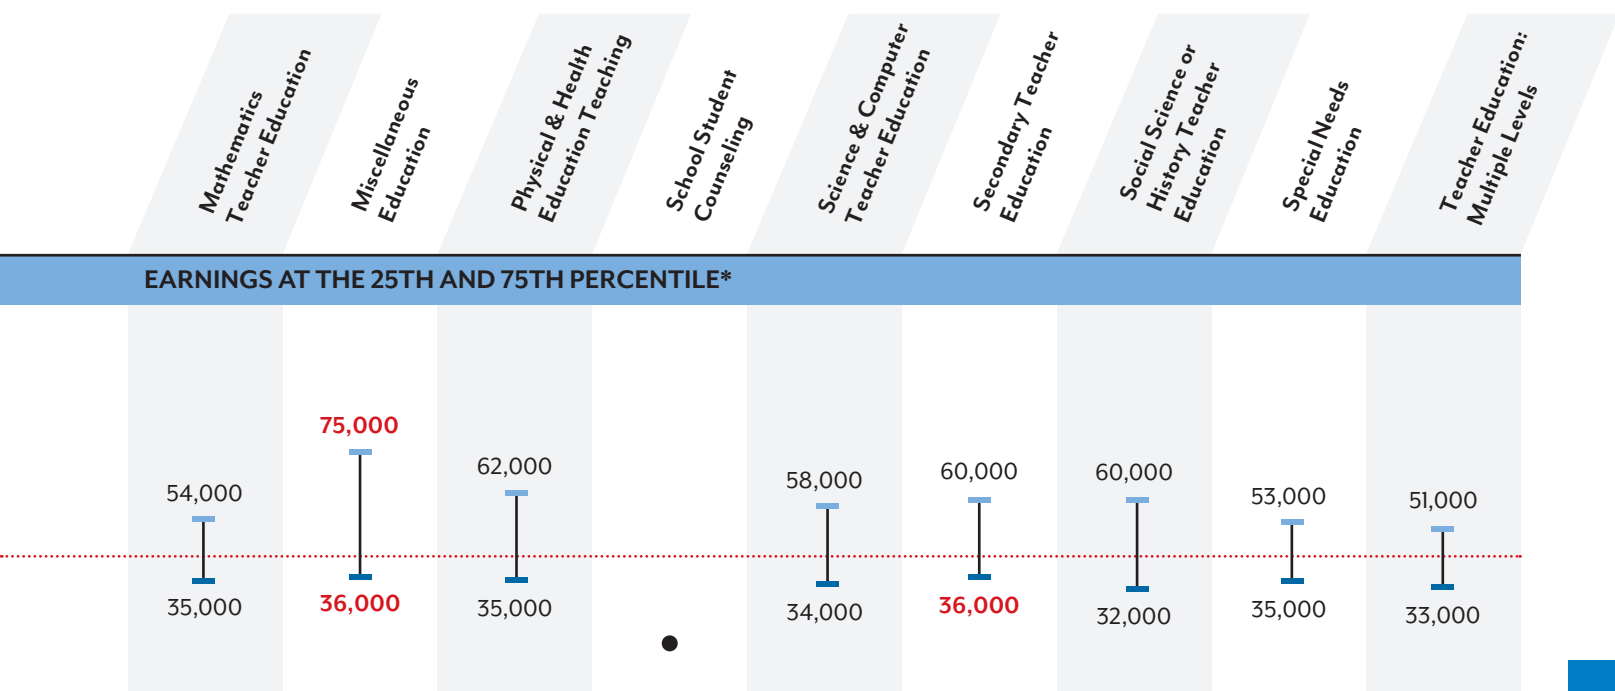 Mathematics
Teacher Education
Miscellaneous
Education
Physical & Health
Education Teaching
School Student
Counseling
Science & Computer
Teacher Education
Secondary Teacher
Education
Social Science or
History Teacher
Education
Special Needs
Education
Teacher Education:
Multiple Levels
EARNINGS AT THE 25TH AND 75TH PERCENTILE*
54,000
75,000
62,000
58,000
60,000
60,000
53,000
51,000
35,000
36,000
35,000
34,000
36,000
32,000
35,000
33,000